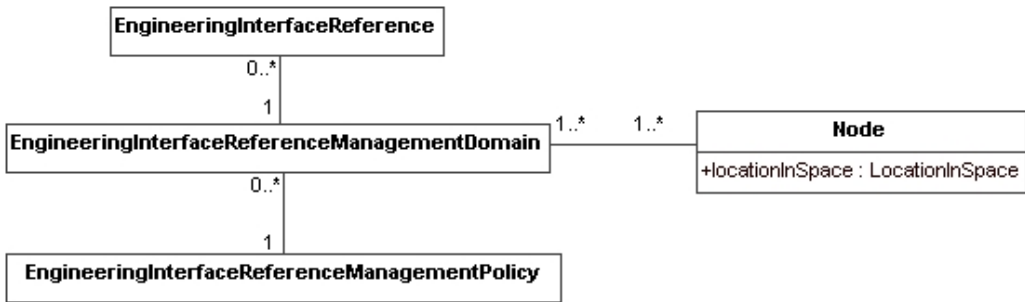 EngineeringInterfaceReference
0..*
1
EngineeringInterfaceReferenceManagementDomain
1..*
1..*
Node
+locationInSpace : LocationInSpace
0..*
1
EngineeringInterfaceReferenceManagementPolicy